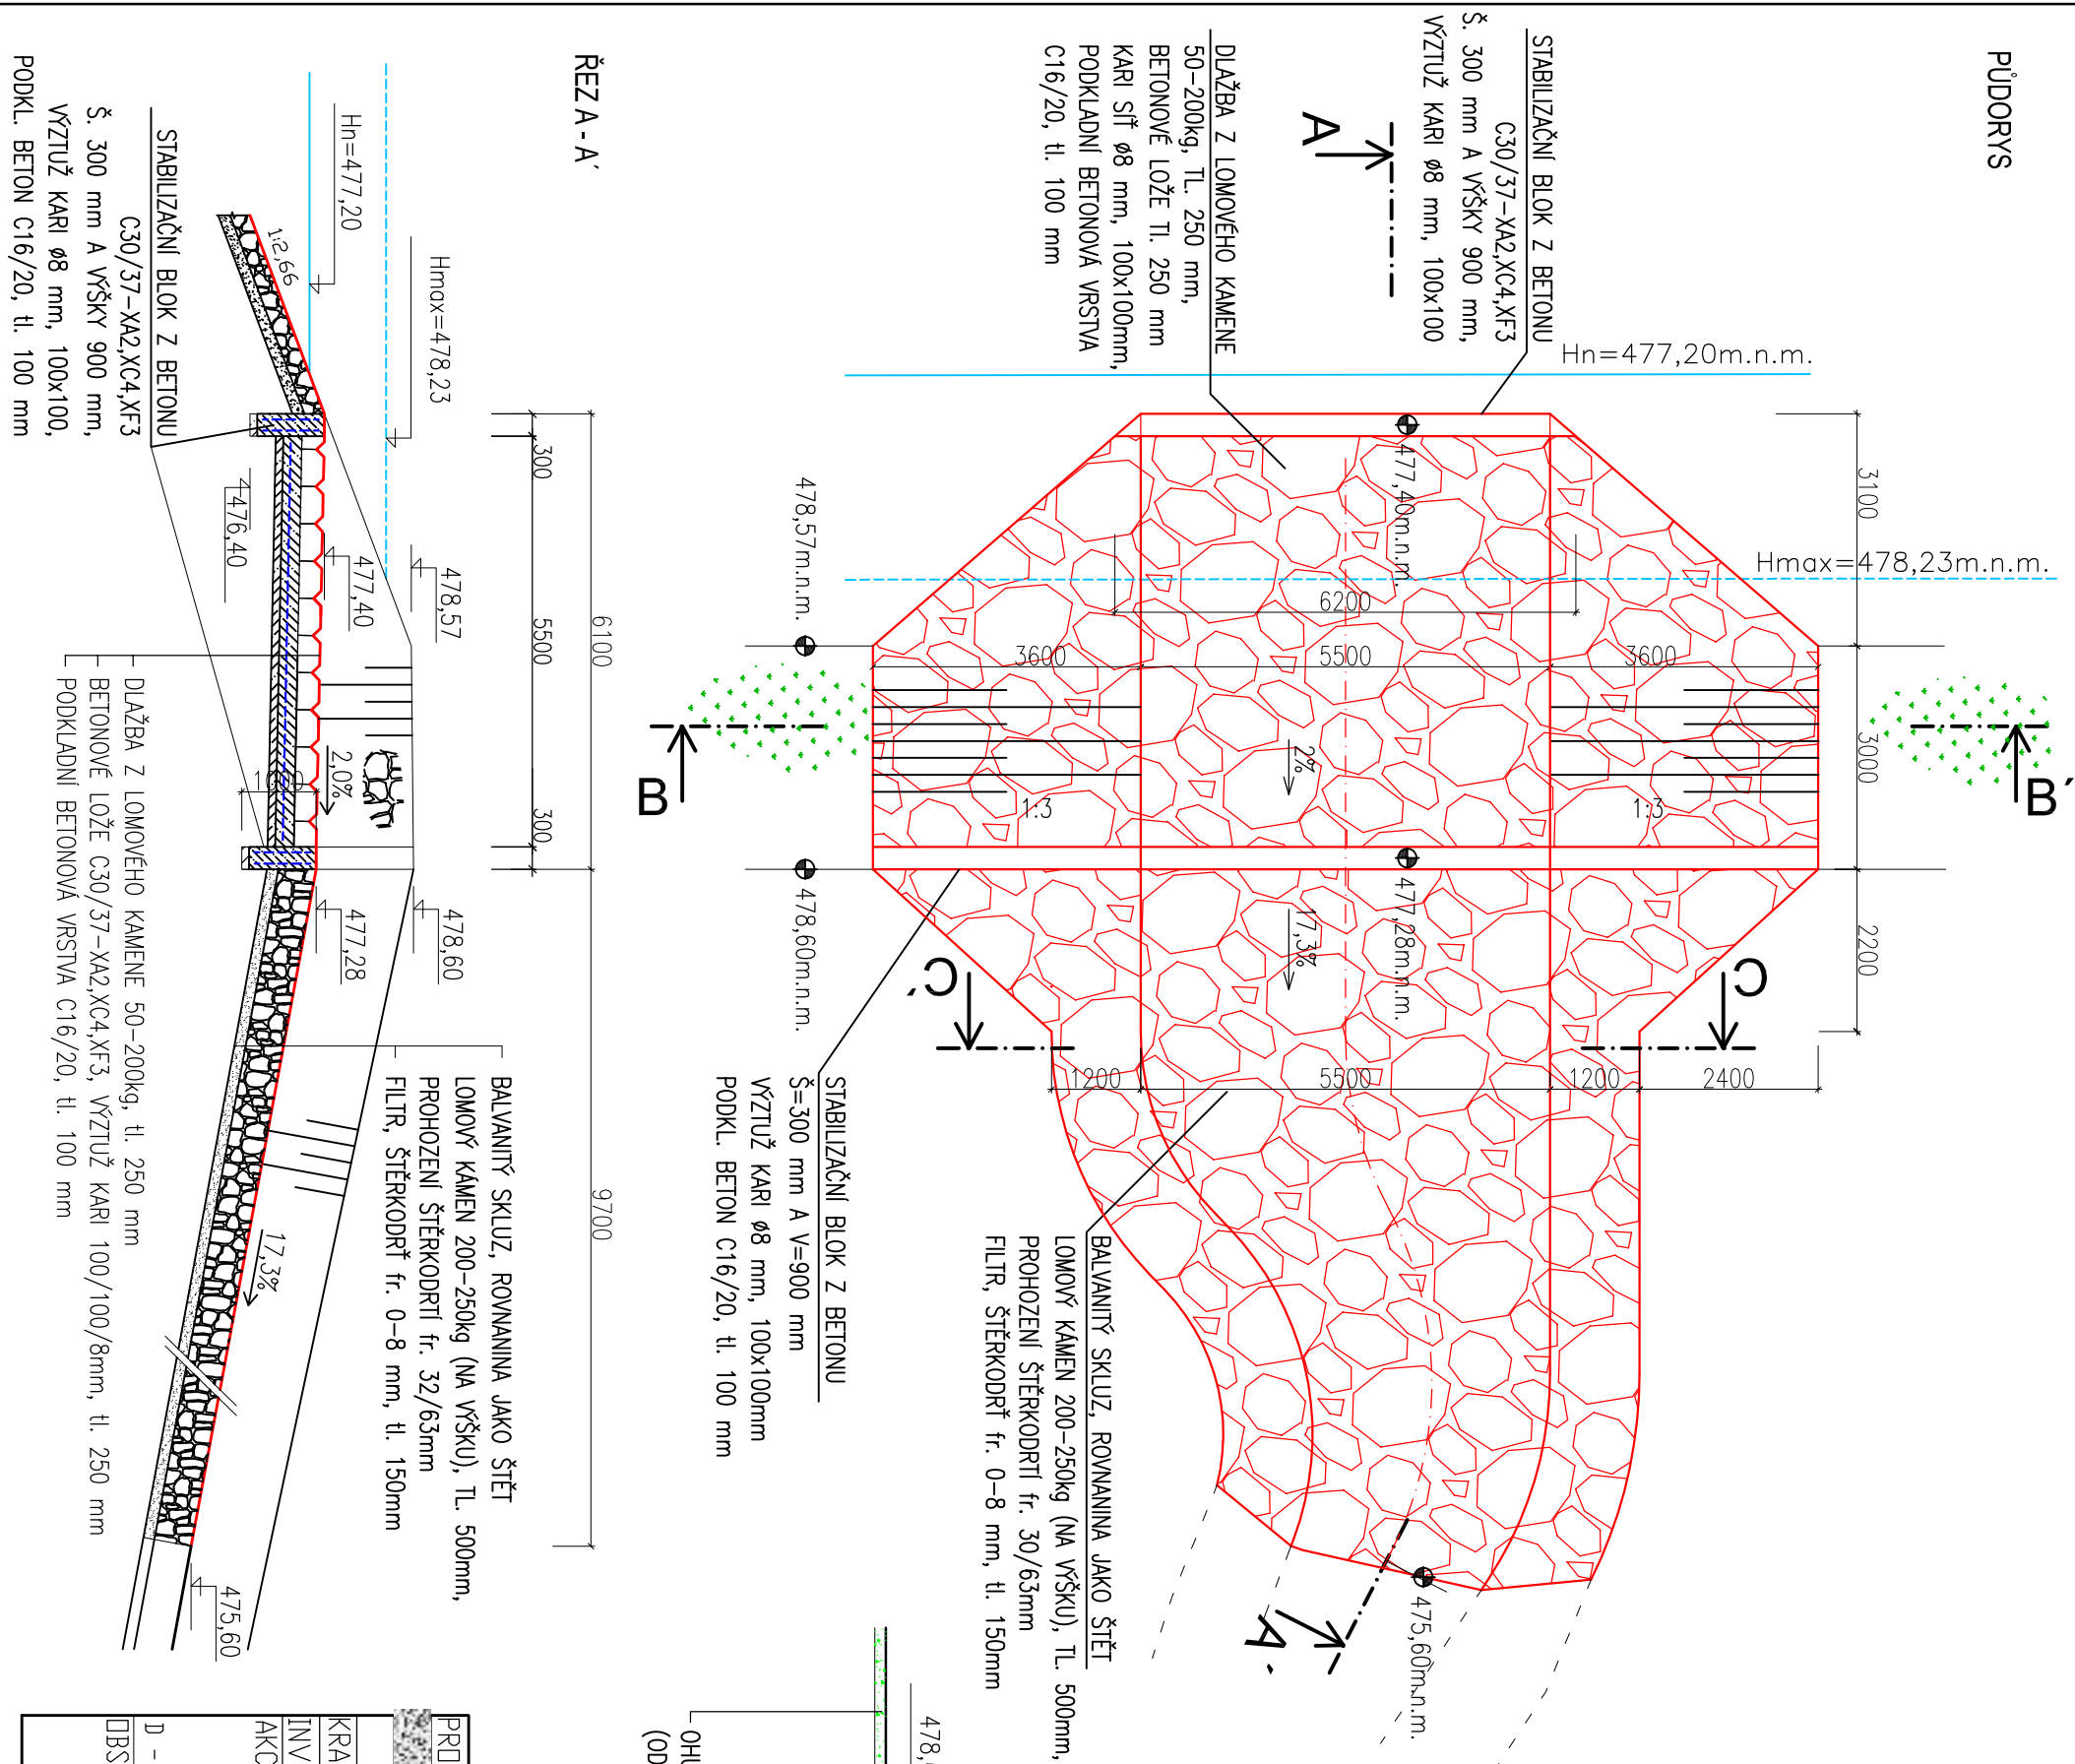 PŮDORYS
STABILIZAČNÍ BLOK Z BETONU
C30/37-XA2,XC4,XF3
Š. 300 mm A VÝŠKY 900 mm,
VÝZTUŽ KARI ø8 mm, 100x100
A
DLAŽBA Z LOMOVÉHO KAMENE
50-200kg, TL. 250 mm,
BETONOVÉ LOŽE Tl. 250 mm
KARI SÍŤ ø8 mm, 100x100mm,
PODKLADNÍ BETONOVÁ VRSTVA
C16/20, tl. 100 mm
Hn=477,20m.n.m.
Hmax=478,23m.n.m.
3100
3000
2200
477,40m.n.m.
6200
3600
5500
3600
478,57m.n.m.
B
B´
2%
1:3
1:3
477,28m.n.m.
17,3%
478,60m.n.m.
C´
C
1200
5500
1200
2400
STABILIZAČNÍ BLOK Z BETONU
Š=300 mm A V=900 mm
VÝZTUŽ KARI ø8 mm, 100x100mm
PODKL. BETON C16/20, tl. 100 mm
BALVANITÝ SKLUZ, ROVNANINA JAKO ŠTĚT
LOMOVÝ KÁMEN 200-250kg (NA VÝŠKU), TL. 500mm,
PROHOZENÍ ŠTĚRKODRTÍ fr. 30/63mm
FILTR, ŠTĚRKODRŤ fr. 0-8 mm, tl. 150mm
475,60m.n.m.
A´
ŘEZ A - A´
Hn=477,20
Hmax=478,23
1:2,66
STABILIZAČNÍ BLOK Z BETONU
C30/37-XA2,XC4,XF3
Š. 300 mm A VÝŠKY 900 mm,
VÝZTUŽ KARI ø8 mm, 100x100,
PODKL. BETON C16/20, tl. 100 mm
6100
300
5500
300
9700
476,40
477,40
478,57
2,0%
477,28
478,60
DLAŽBA Z LOMOVÉHO KAMENE 50-200kg, tl. 250 mm
BETONOVÉ LOŽE C30/37-XA2,XC4,XF3, VÝZTUŽ KARI 100/100/8mm, tl. 250 mm
PODKLADNÍ BETONOVÁ VRSTVA C16/20, tl. 100 mm
BALVANITÝ SKLUZ, ROVNANINA JAKO ŠTĚT
LOMOVÝ KÁMEN 200-250kg (NA VÝŠKU), TL. 500mm,
PROHOZENÍ ŠTĚRKODRTÍ fr. 32/63mm
FILTR, ŠTĚRKODRŤ fr. 0-8 mm, tl. 150mm
17,3%
475,60
478,
OHU
(OD
PRO
KRA
INV
AKC
D -
OBS